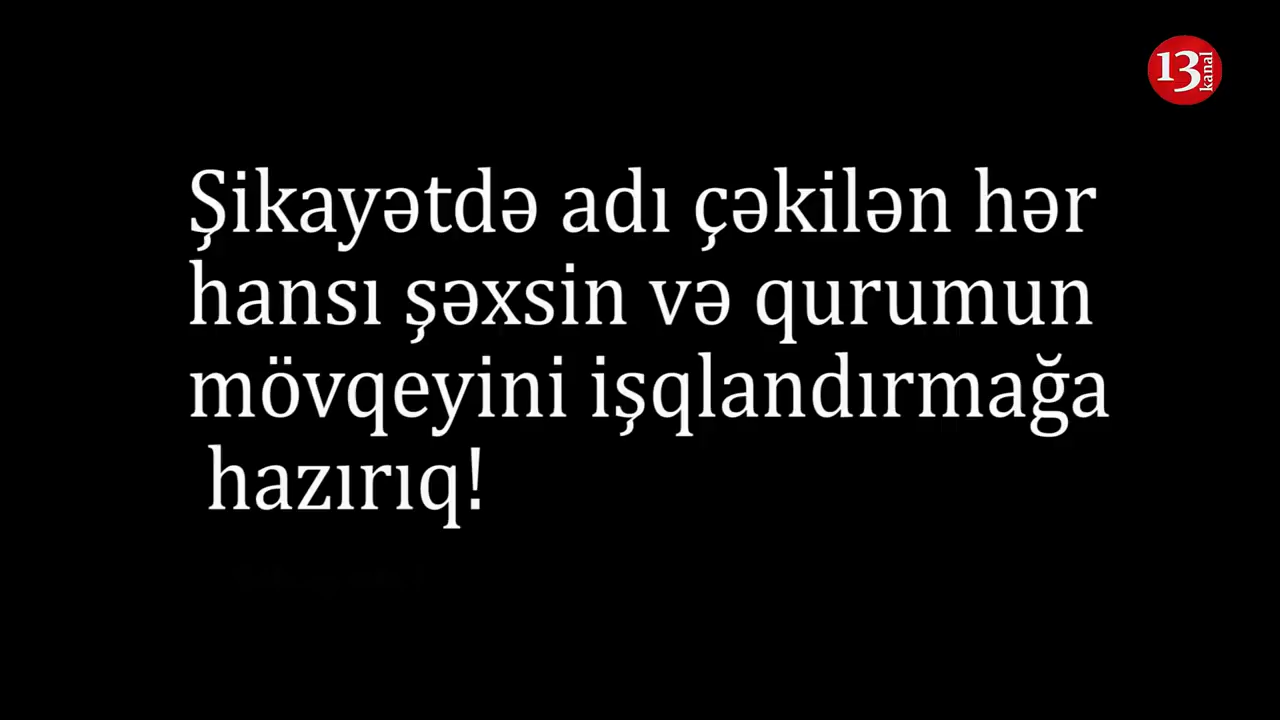 13 kanal
Şikayətdə adı çəkilən hər
hansı şəxsin və qurumun
mövqeyini işqlandırmağa
hazırıq!